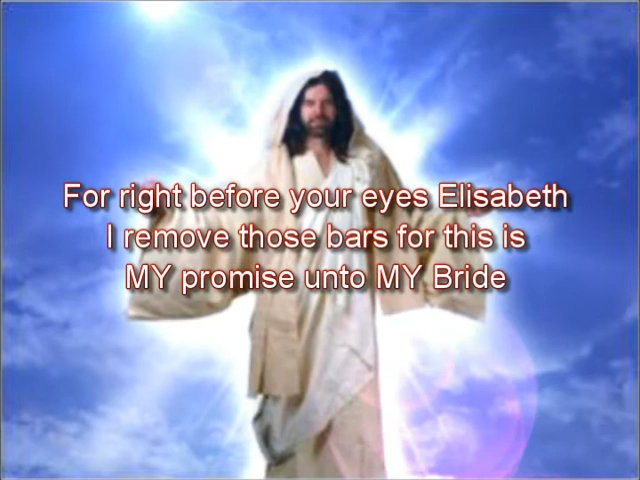 For right before your eyes Elisabeth
I remove those bars for this is
MY promise unto MY Bride